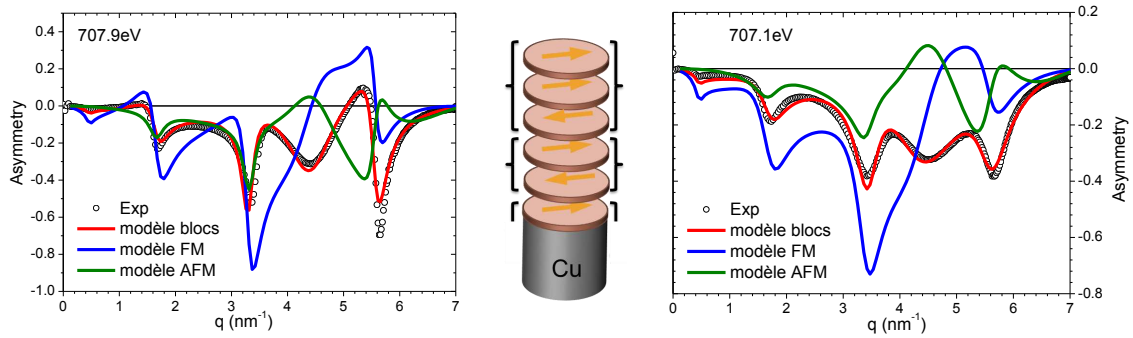 707.9eV
0.4
0.2
0.0
-0.2
-0.4
-0.6
-0.8
-1.0
Asymmetry
Exp
modèle blocs
modèle FM
modèle AFM
0 1 2 3 4 5 6 7
q (nm-1)
Cu
707.1eV
0.2
0.0
-0.2
-0.4
-0.6
-0.8
Asymmetry
Exp
modèle blocs
modèle FM
modèle AFM
0 1 2 3 4 5 6 7
q (nm-1)